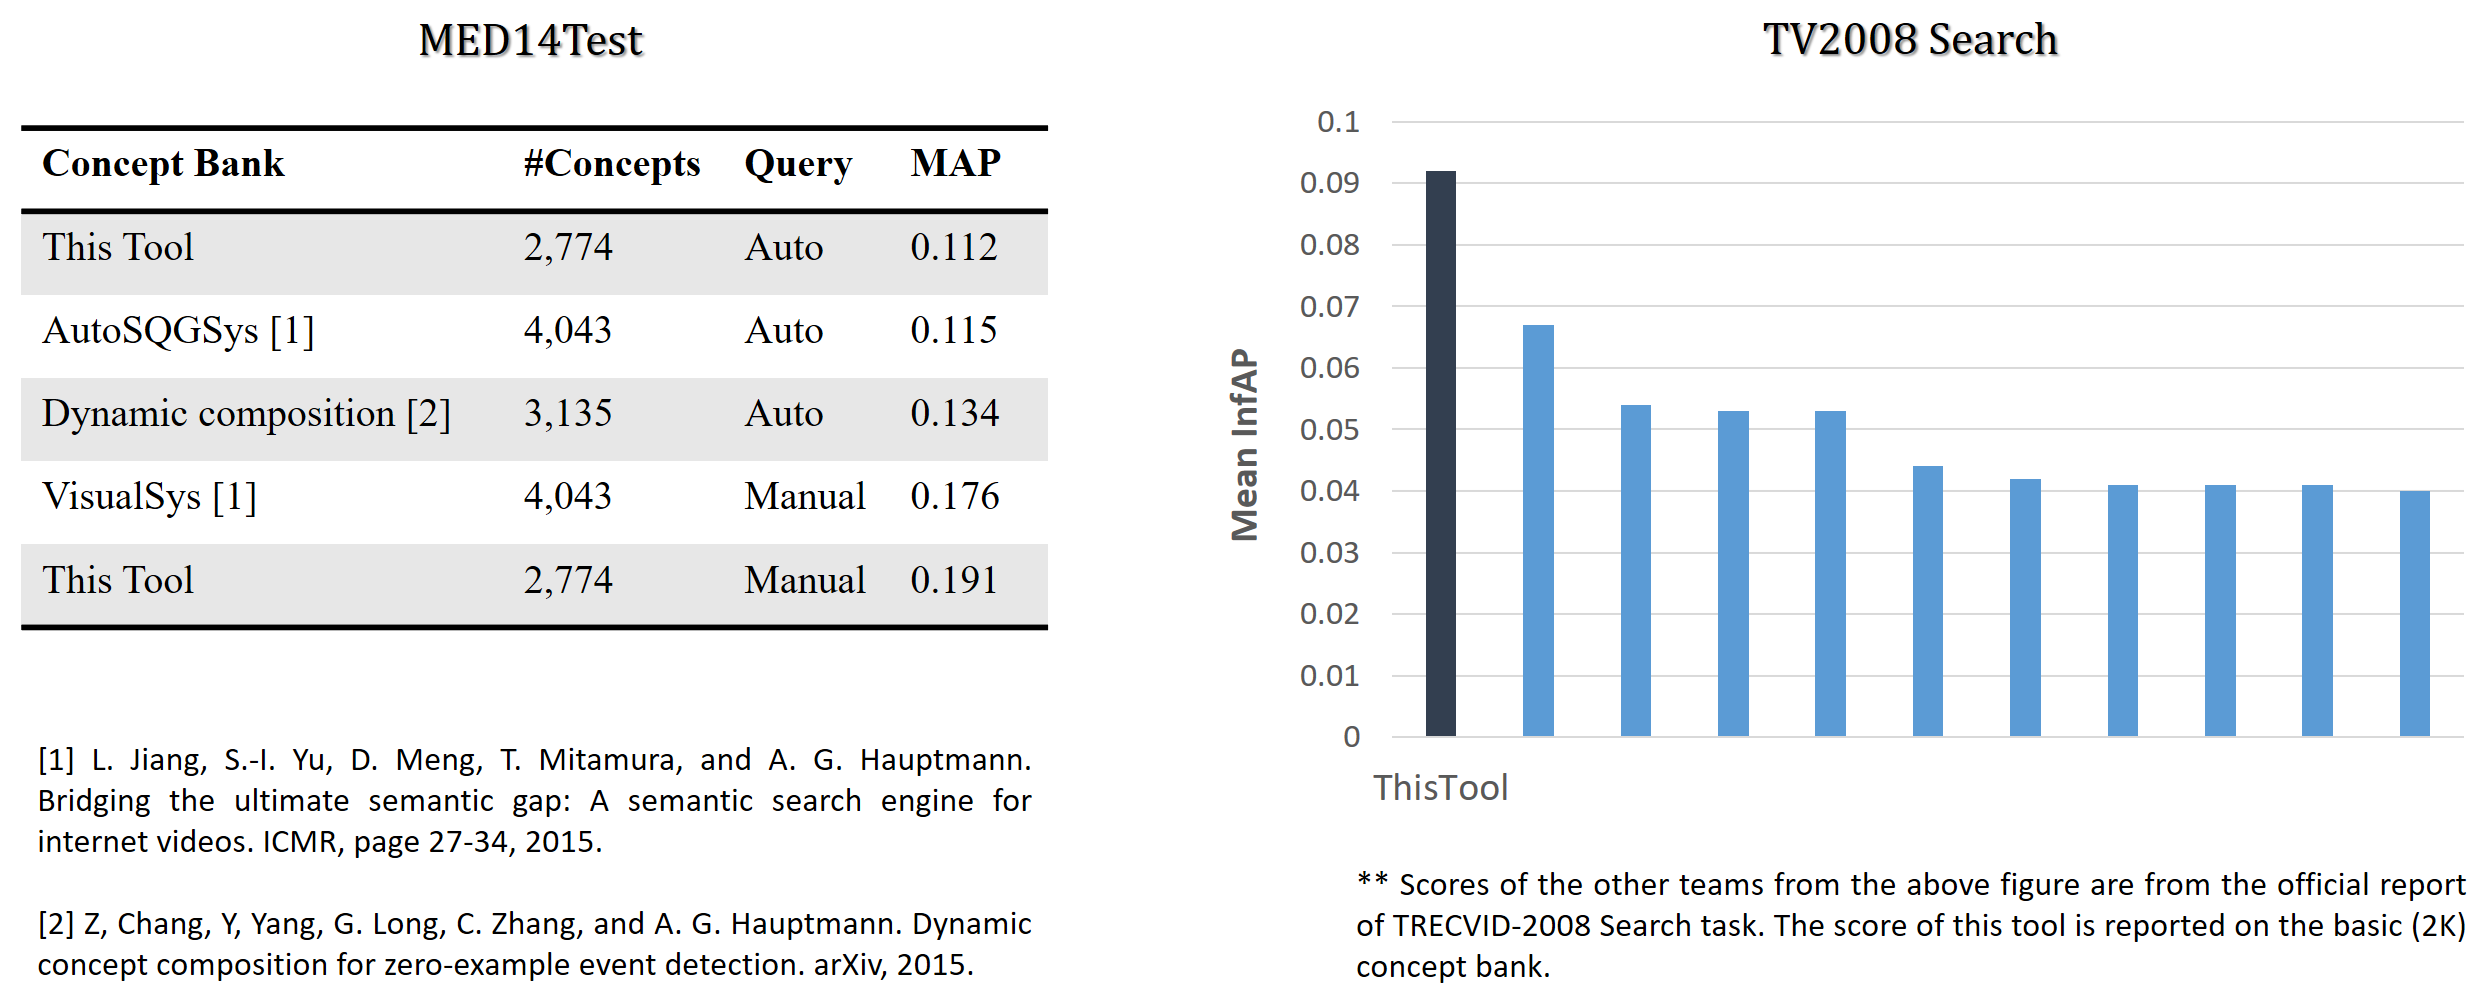 MED14Test
Concept Bank #Concepts Query MAP
This Tool 2,774 Auto 0.112
AutoSQGSys [1] 4,043 Auto 0.115
Dynamic composition [2] 3,135 Auto 0.134
VisualSys [1] 4,043 Manual 0.176
This Tool 2,774 Manual 0.191
[1] L. Jiang, S.-I. Yu, D. Meng, T. Mitamura, and A. G. Hauptmann.
Bridging the ultimate semantic gap: A semantic search engine for
internet videos. ICMR, page 27-34, 2015.
[2] Z, Chang, Y, Yang, G. Long, C. Zhang, and A. G. Hauptmann. Dynamic
concept composition for zero-example event detection. arXiv, 2015.
TV2008 Search
Mean InfAP
0.1
0.09
0.08
0.07
0.06
0.05
0.04
0.03
0.02
0.01
0
ThisTool
** Scores of the other teams from the above figure are from the official report
of TRECVID-2008 Search task. The score of this tool is reported on the basic (2K)
concept bank.